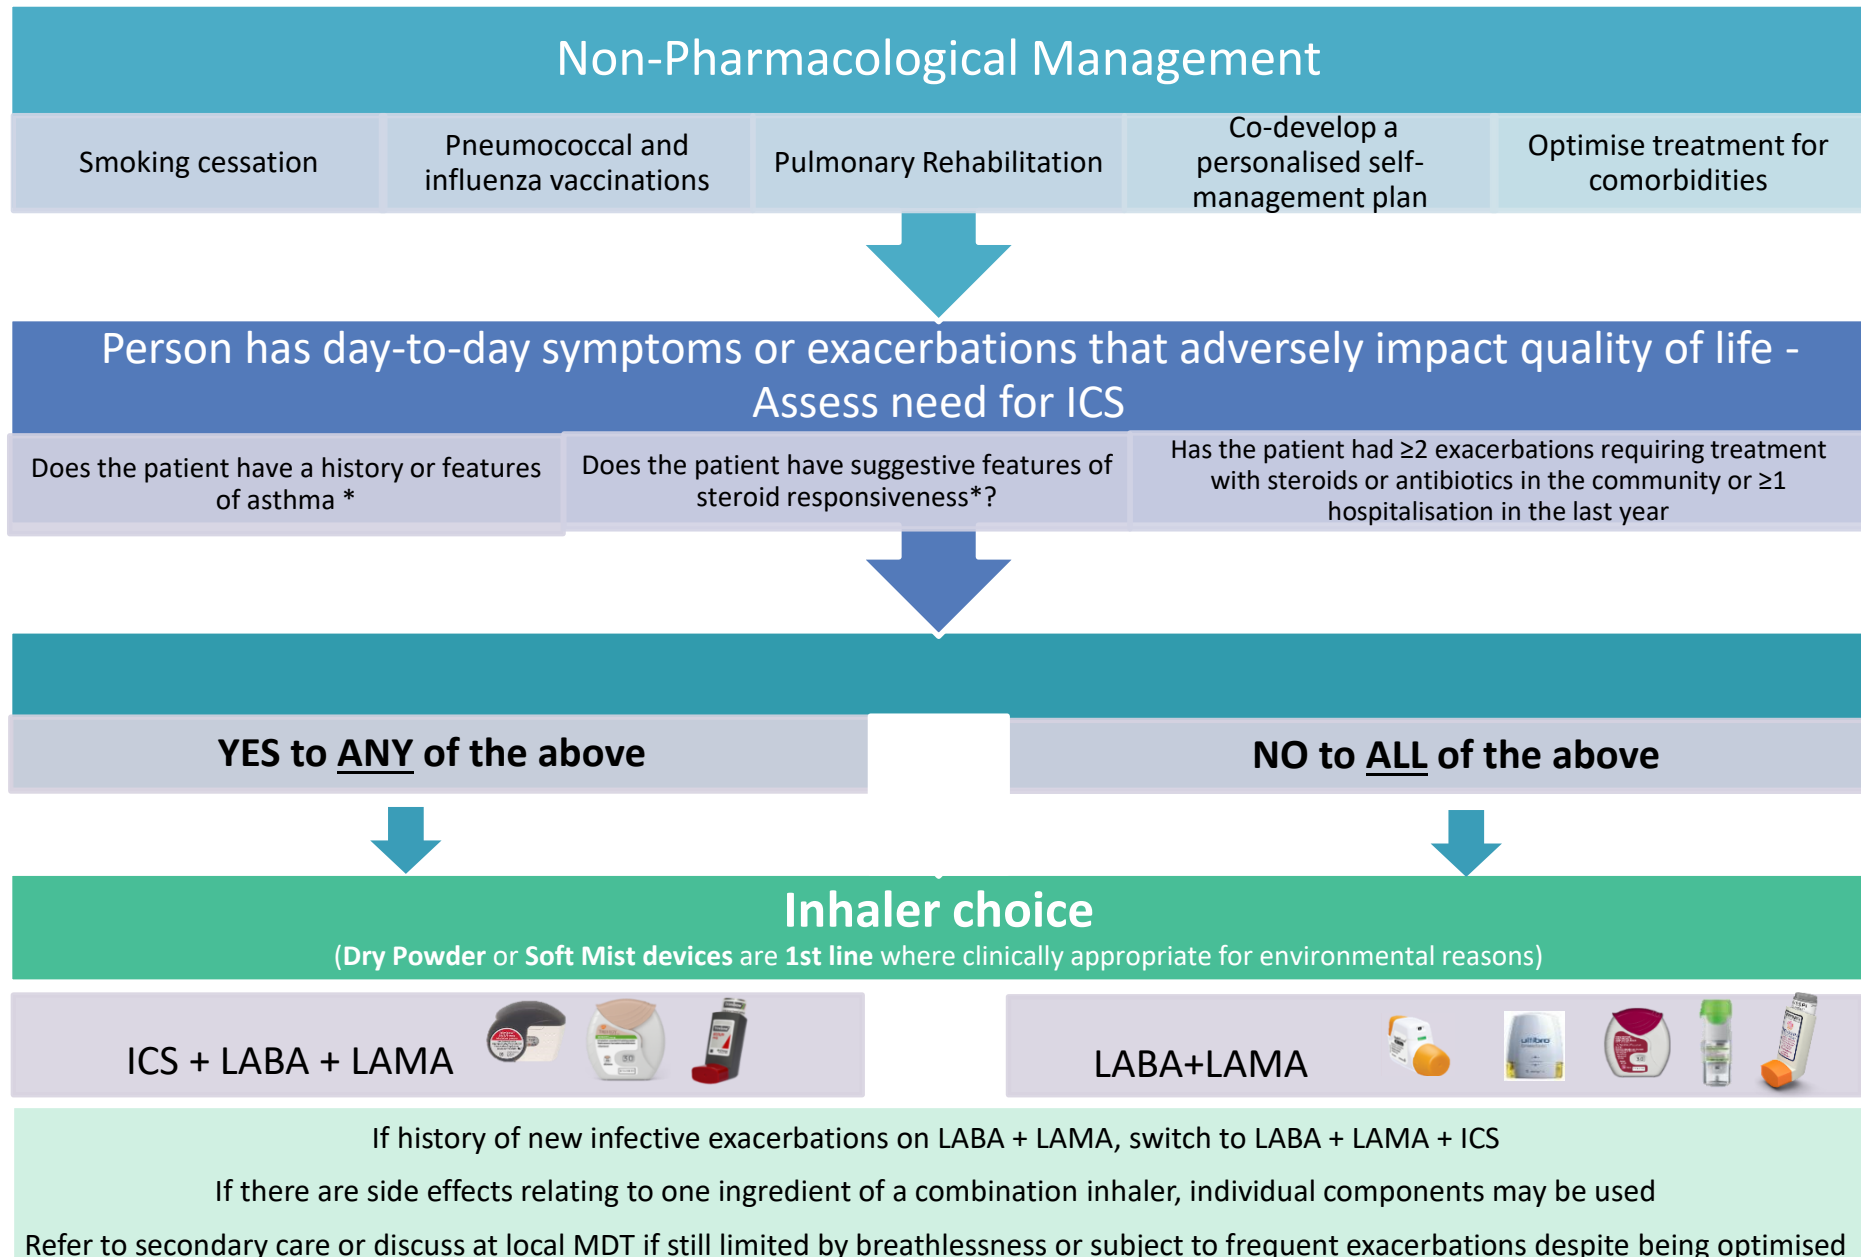 Non-Pharmacological Management
Smoking cessation
Pneumococcal and
influenza vaccinations
Pulmonary Rehabilitation
Co-develop a
personalised self-
management plan
Optimise treatment for
comorbidities
Person has day-to-day symptoms or exacerbations that adversely impact quality of life -
Assess need for ICS
Does the patient have a history or features
of asthma *
Does the patient have suggestive features of
steroid responsiveness*?
Has the patient had ≥2 exacerbations requiring treatment
with steroids or antibiotics in the community or ≥1
hospitalisation in the last year
YES to ANY of the above
NO to ALL of the above
Inhaler choice
(Dry Powder or Soft Mist devices are 1st line where clinically appropriate for environmental reasons)
ICS + LABA + LAMA
LABA+LAMA
ultibro
If history of new infective exacerbations on LABA + LAMA, switch to LABA + LAMA + ICS
If there are side effects relating to one ingredient of a combination inhaler, individual components may be used
Refer to secondary care or discuss at local MDT if still limited by breathlessness or subject to frequent exacerbations despite being optimised